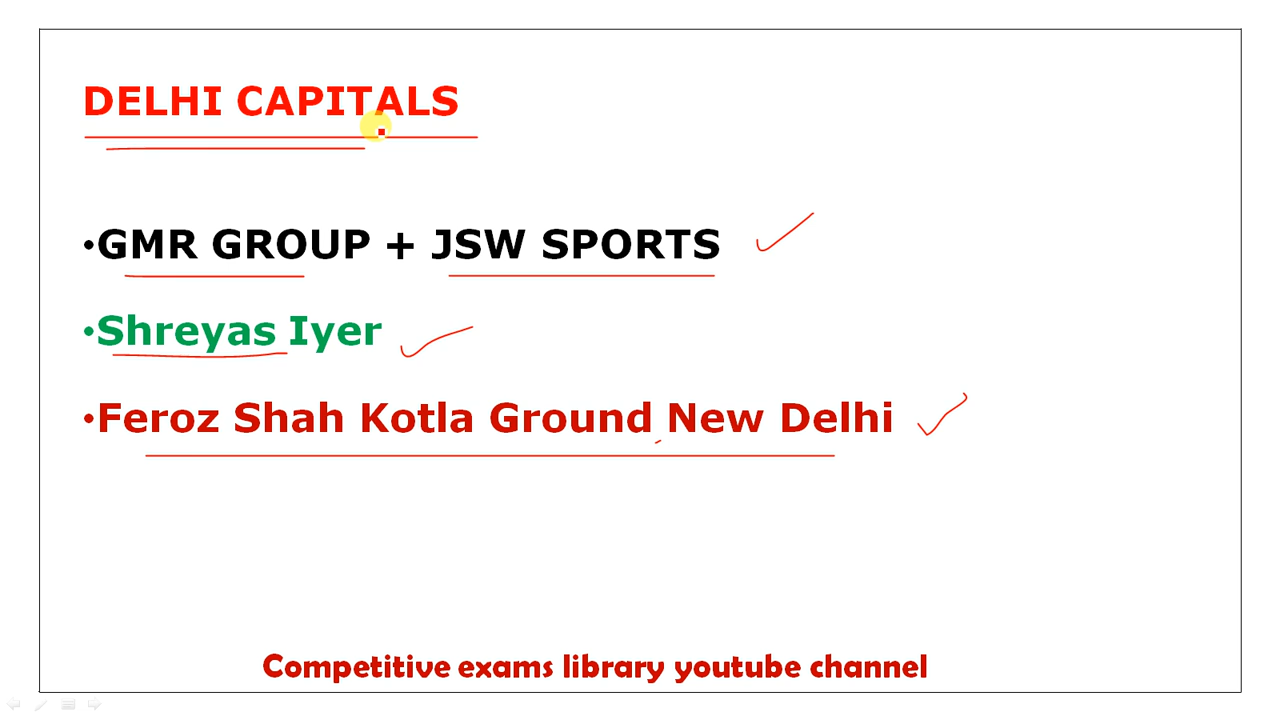 DELHI CAPITALS
•GMR GROUP + JSW SPORTS
•Shreyas Iyer
•Feroz Shah Kotla Ground New Delhi
Competitive exams library youtube channel